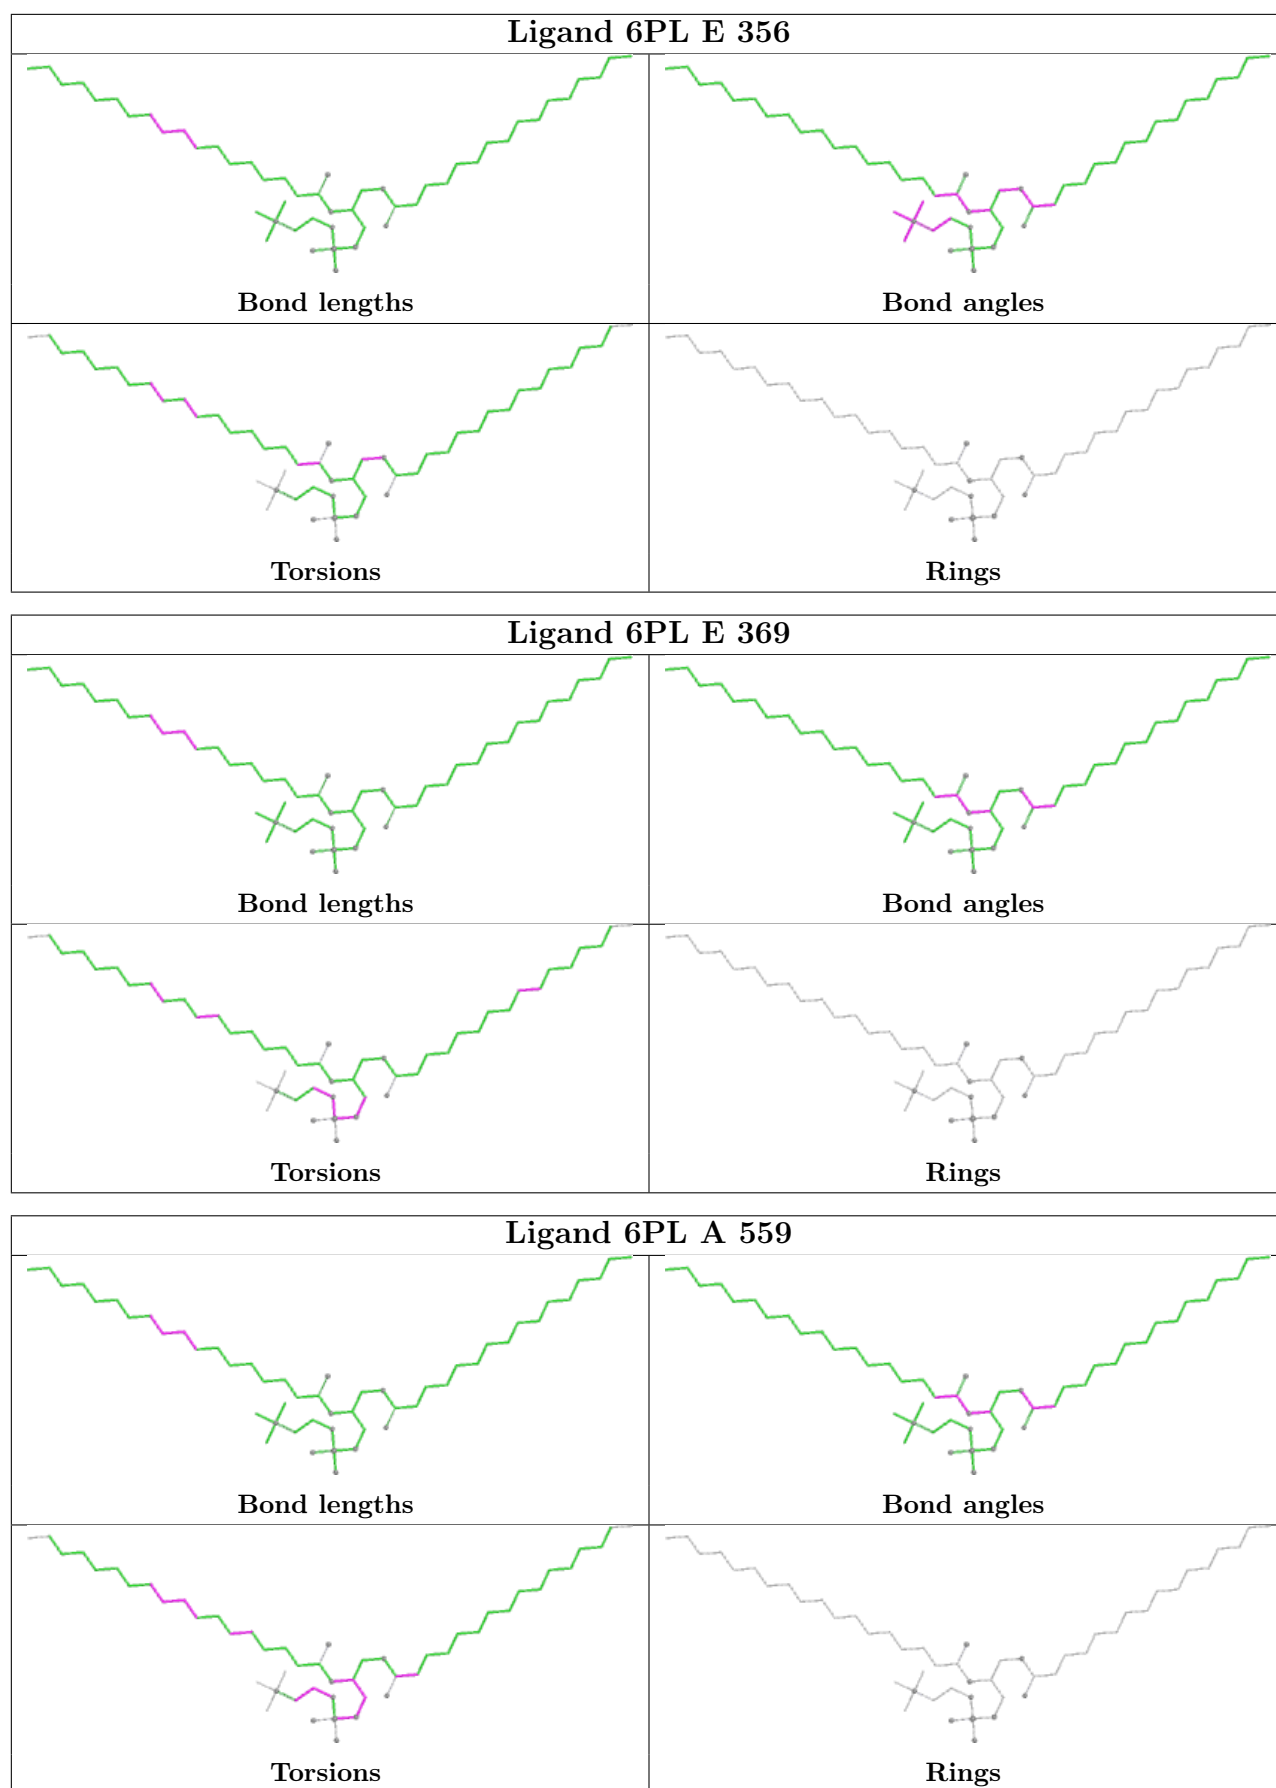 Ligand 6PL E 356
Bond lengths
Bond angles
Torsions
Rings
Ligand 6PL E 369
Bond lengths
Bond angles
Torsions
Rings
Ligand 6PL A 559
Bond lengths
Bond angles
Torsions
Rings